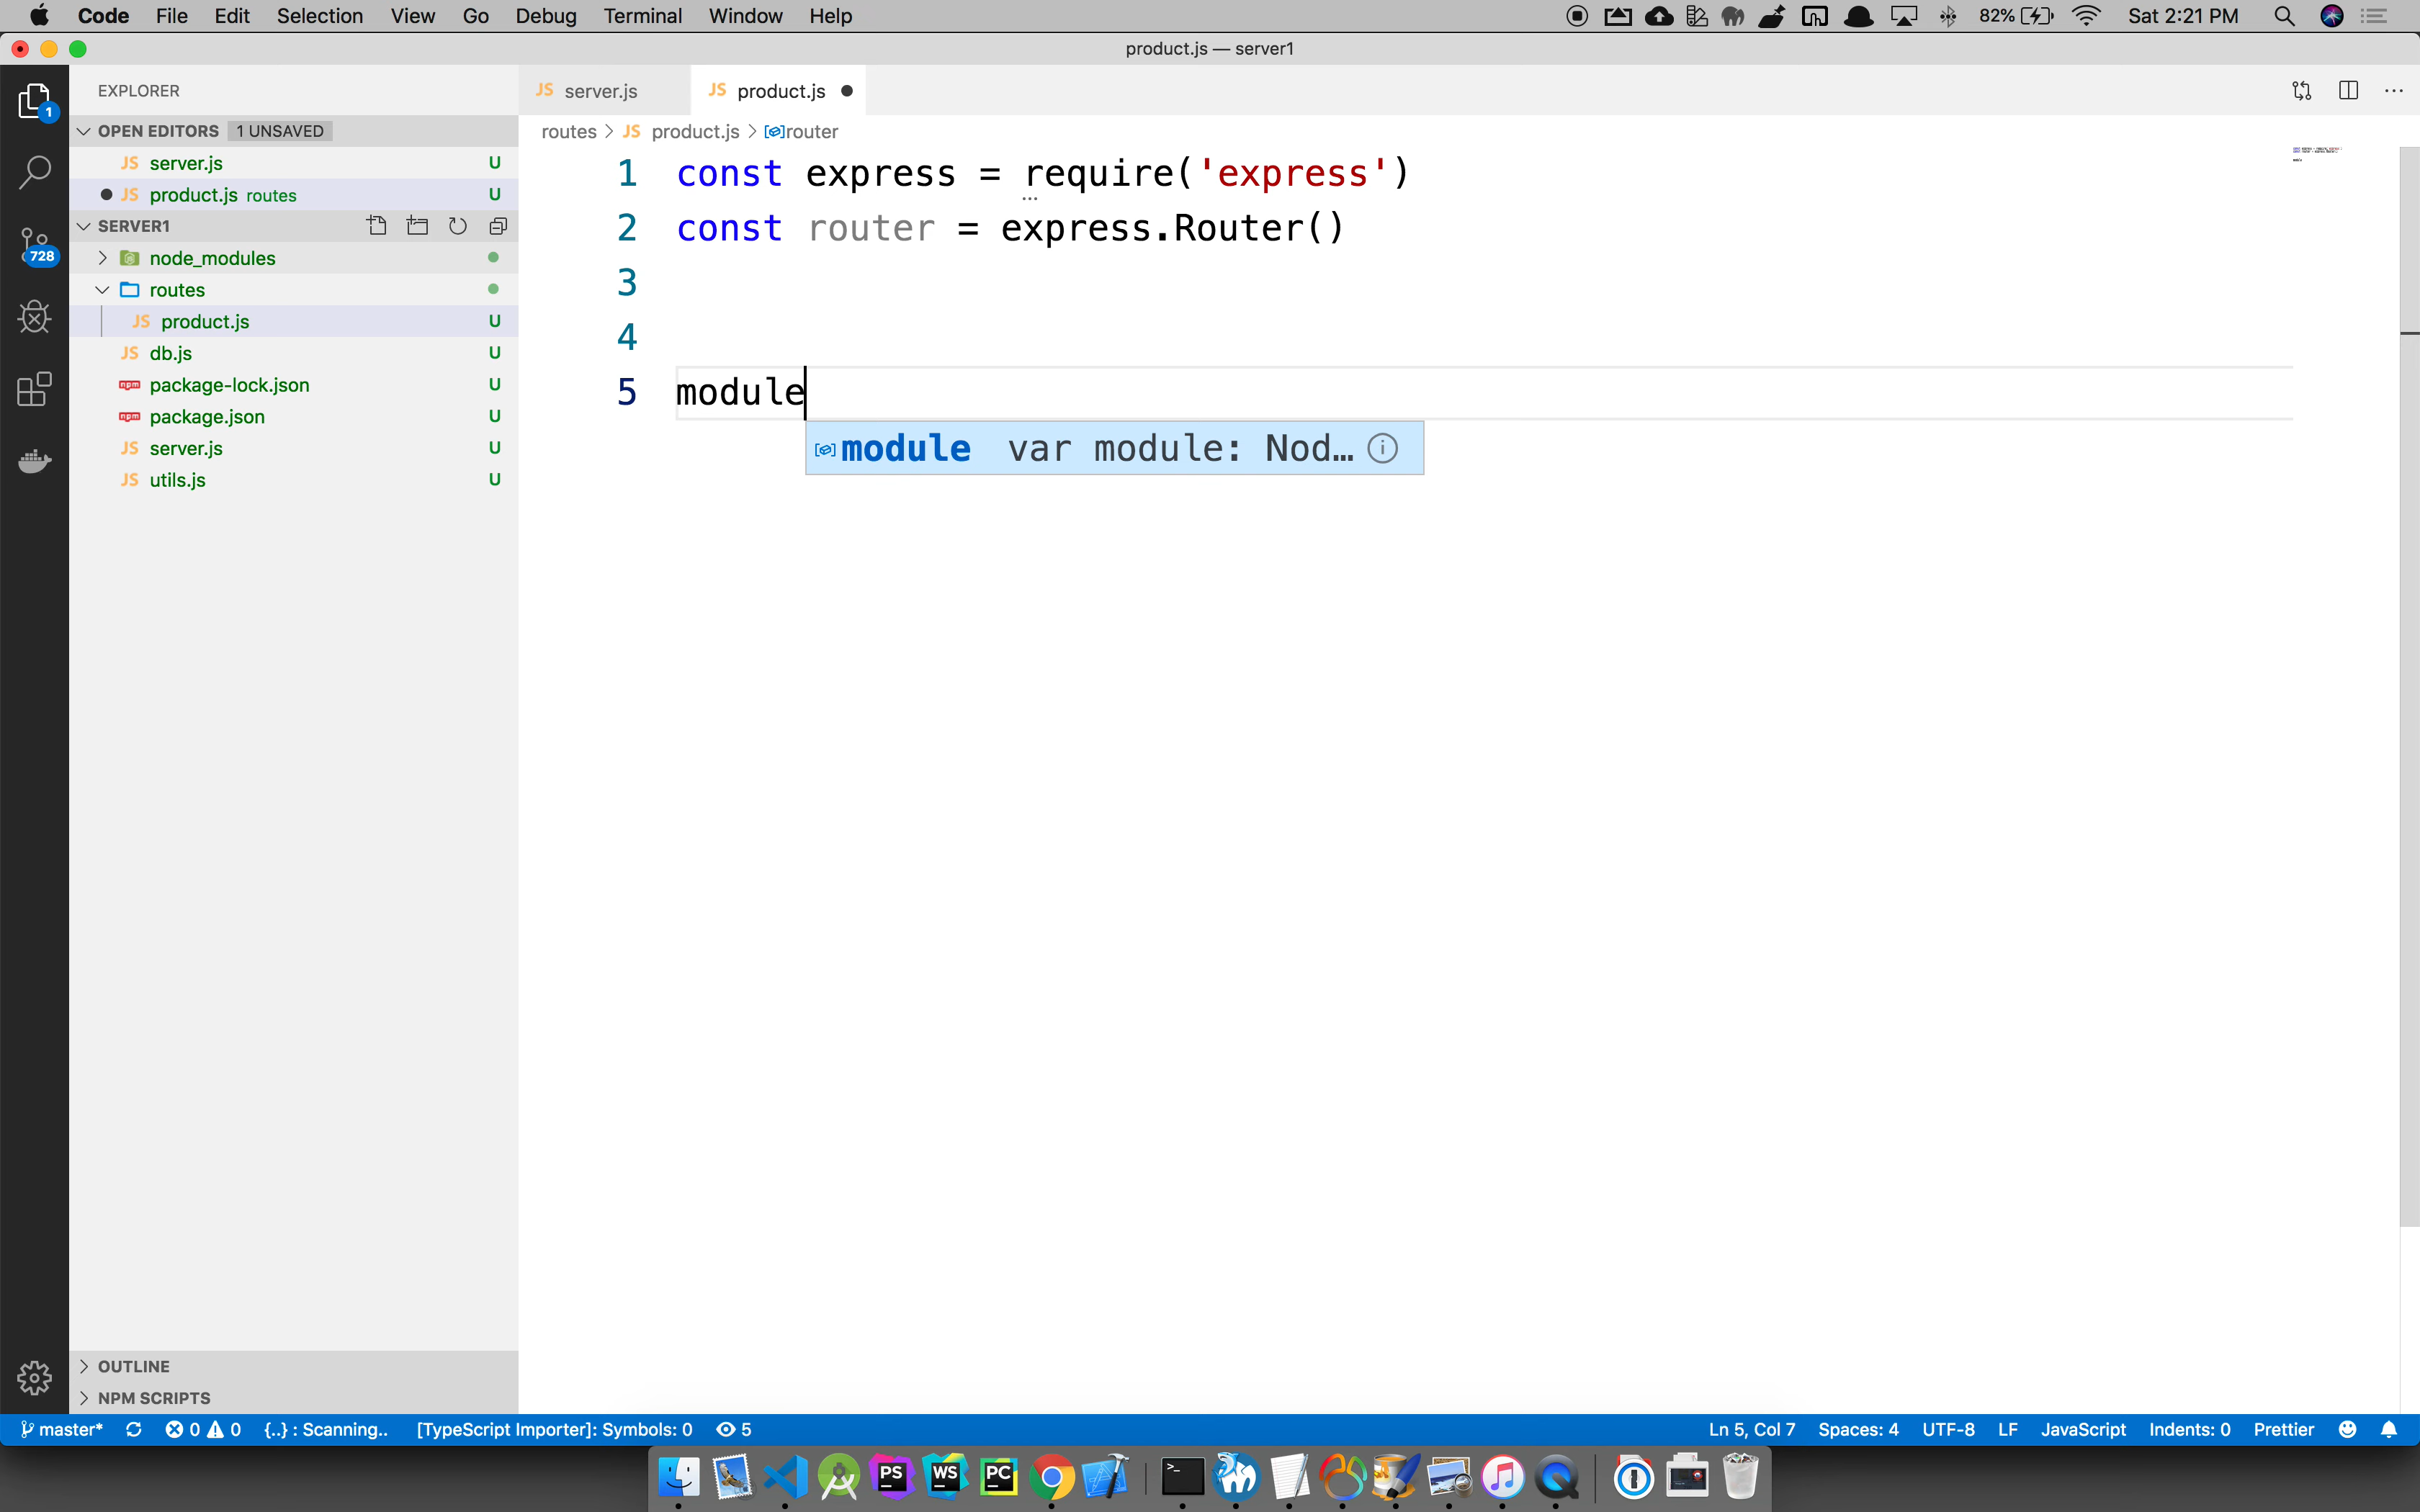 Code File Edit Selection View Go Debug Terminal Window Help 82% Sat 2:21 PM
product.js — server1
EXPLORER
JS server.js
JS product.js
1
OPEN EDITORS 1 UNSAVED
routes > JS product.js > router
JS server.js U
JS product.js routes U
SERVER1
728
node_modules
routes
JS product.js U
JS db.js U
npm package-lock.json U
npm package.json U
JS server.js U
JS utils.js U
1 const express = require('express')
2 const router = express.Router()
3
4
5 module
module var module: Nod…
OUTLINE
NPM SCRIPTS
master* 0 0 {..} : Scanning.. [TypeScript Importer]: Symbols: 0 5 Ln 5, Col 7 Spaces: 4 UTF-8 LF JavaScript Indents: 0 Prettier
PS WS PC >_